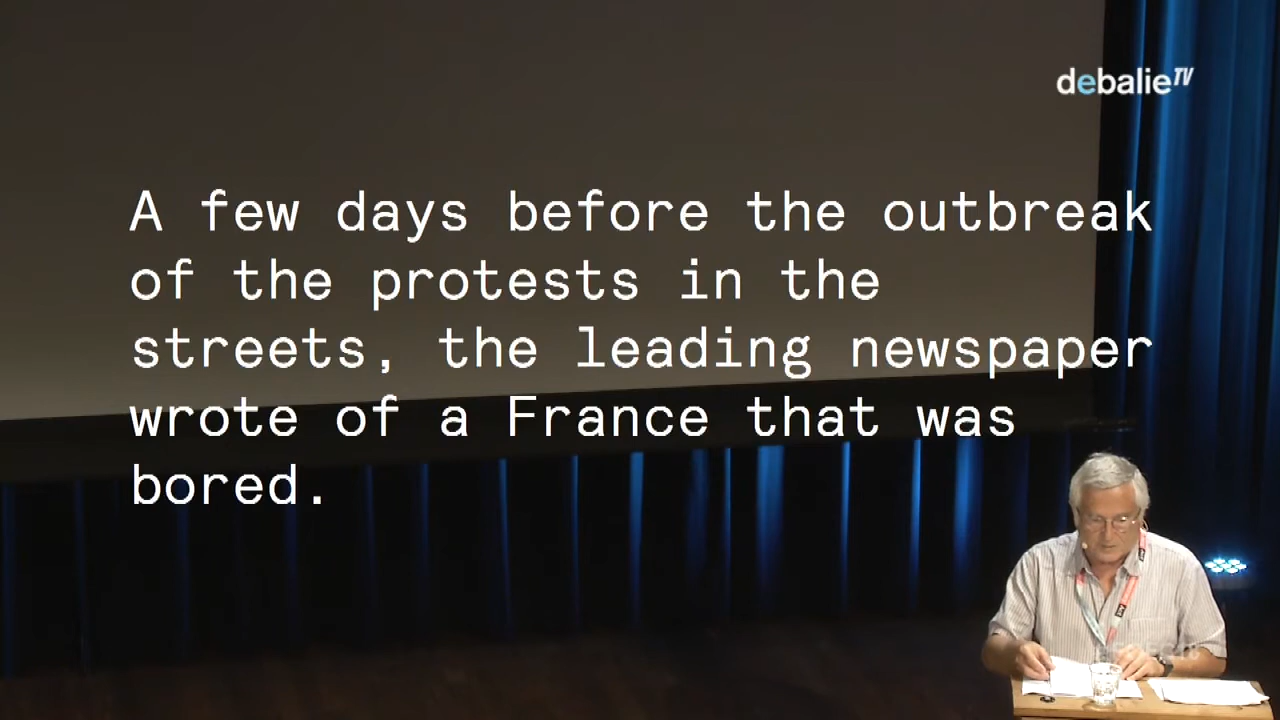 debalieTV
A few days before the outbreak
of the protests in the
streets, the leading newspaper
wrote of a France that was
bored.